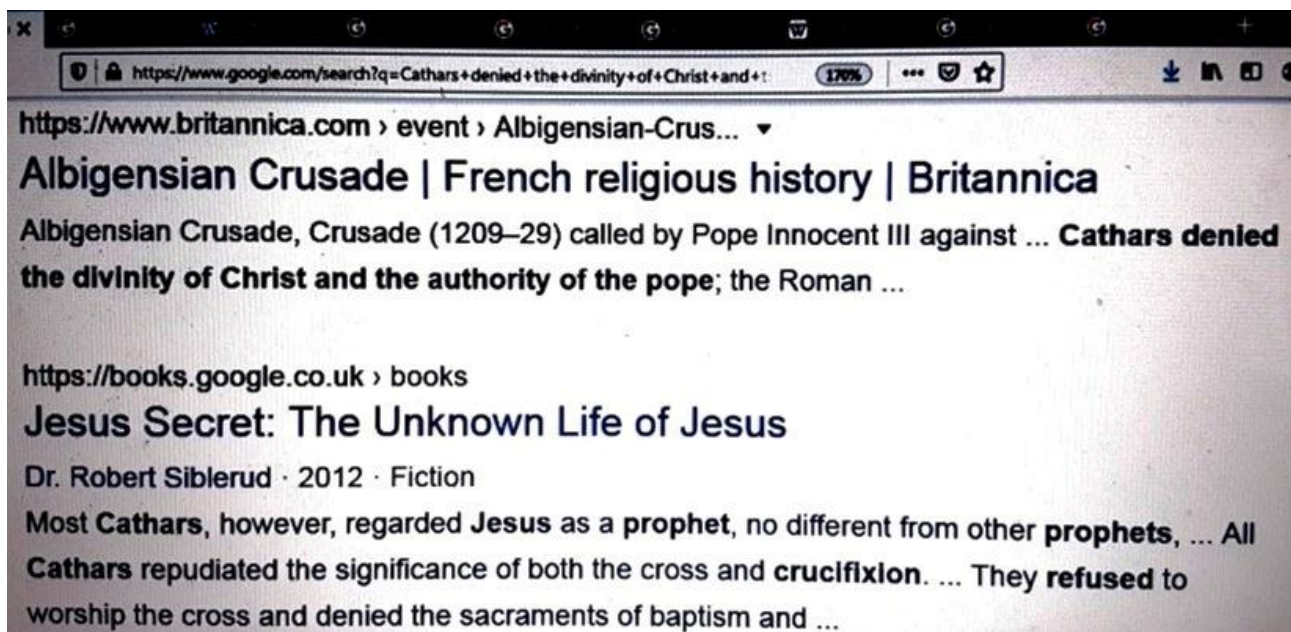 https://www.google.com/search?q=Cathars+denied+the+divinity+of+Christ+and+t
170%
https://www.britannica.com › event › Albigensian-Crus...
Albigensian Crusade | French religious history | Britannica
Albigensian Crusade, Crusade (1209–29) called by Pope Innocent III against ... Cathars denied
the divinity of Christ and the authority of the pope; the Roman ...
https://books.google.co.uk › books
Jesus Secret: The Unknown Life of Jesus
Dr. Robert Siblerud · 2012 · Fiction
Most Cathars, however, regarded Jesus as a prophet, no different from other prophets, ... All
Cathars repudiated the significance of both the cross and crucifixion. ... They refused to
worship the cross and denied the sacraments of baptism and ...